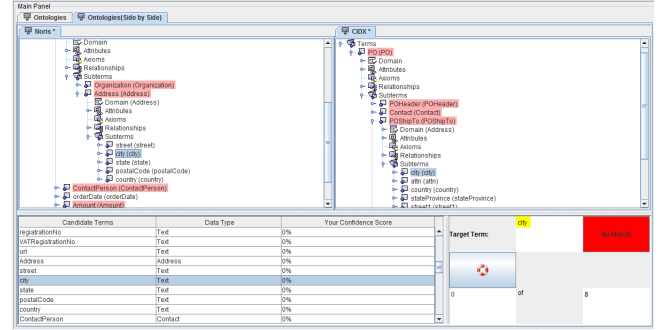 Main Panel
Ontologies Ontologies(Side by Side)
Noris *
Domain
Attributes
Axioms
Relationships
Subterms
Organization (Organization)
Address (Address)
Domain (Address)
Attributes
Axioms
Relationships
Subterms
street (street)
city (city)
state (state)
postalCode (postalCode)
country (country)
ContactPerson (ContactPerson)
orderDate (orderDate)
Amount (Amount)
CIDX *
Terms
PO (PO)
Domain
Attributes
Axioms
Relationships
Subterms
POHeader (POHeader)
Contact (Contact)
POShipTo (POShipTo)
Domain (Address)
Attributes
Axioms
Relationships
Subterms
city (city)
attn (attn)
country (country)
stateProvince (stateProvince)
street1 (street1)
Candidate Terms Data Type Your Confidence Score
registrationNo Text 0%
VATRegistrationNo Text 0%
url Text 0%
Address Address 0%
street Text 0%
city Text 0%
state Text 0%
postalCode Text 0%
country Text 0%
ContactPerson Contact 0%
Target Term: city No Match!
0 of 8